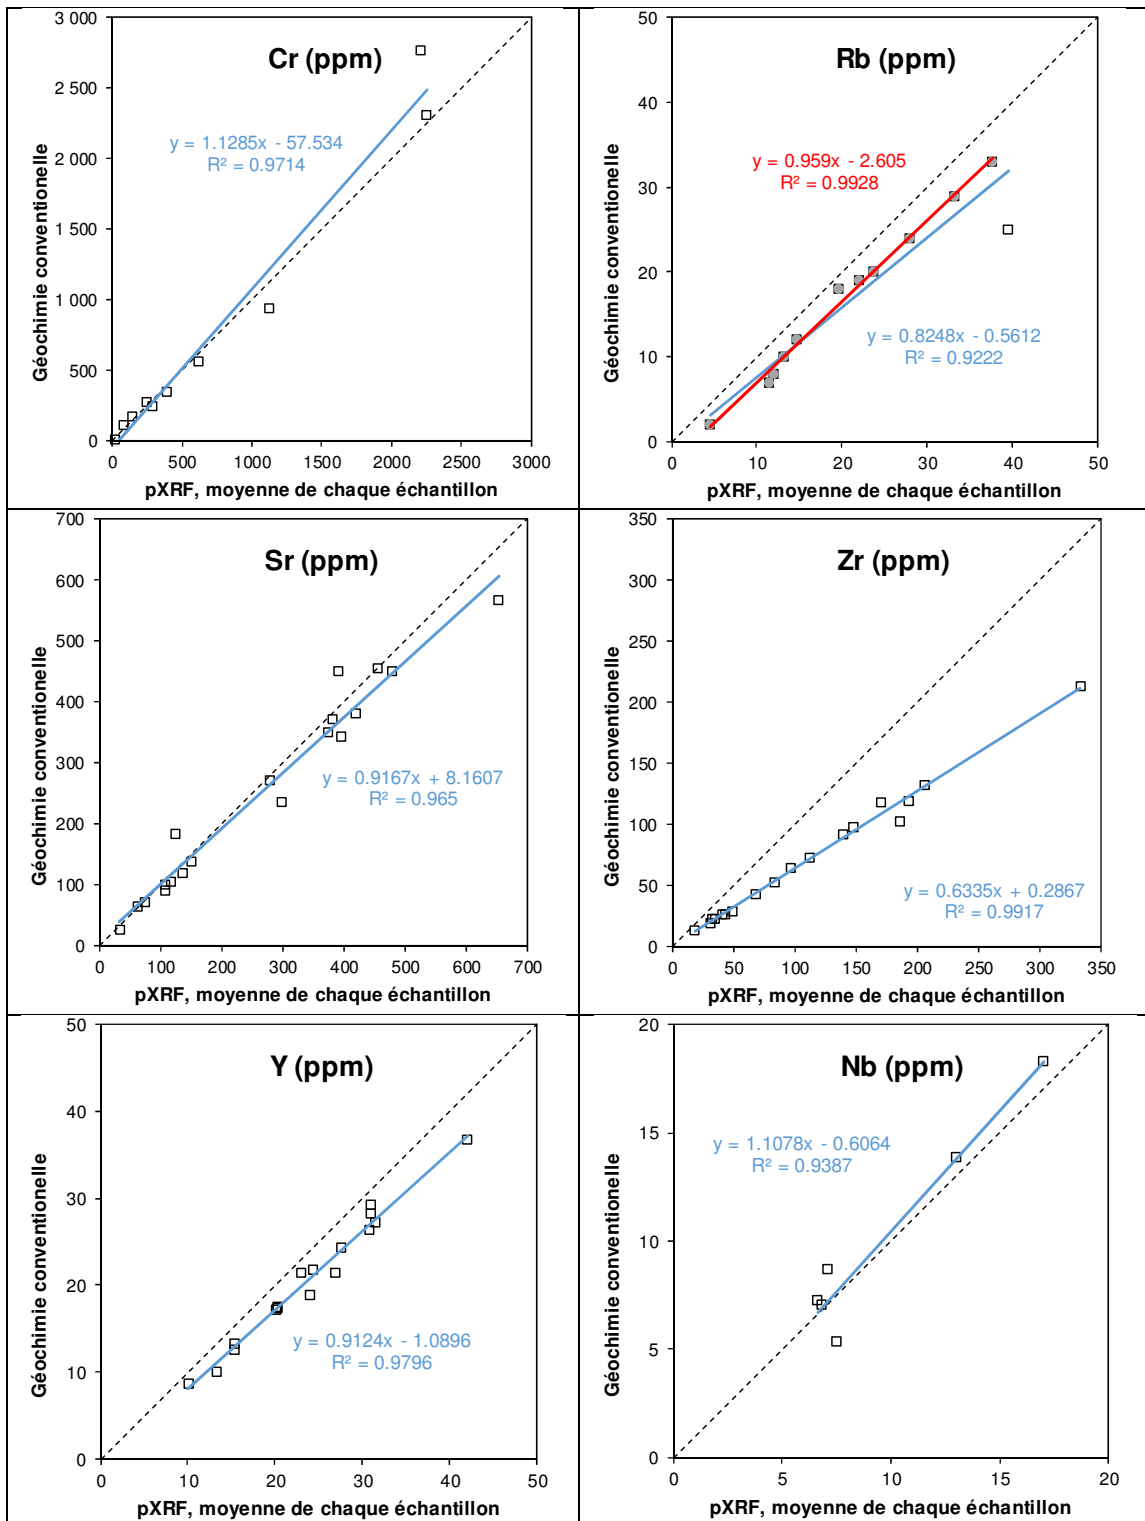 Cr (ppm)
Géochimie conventionelle
3 000
2 500
2 000
1 500
1 000
500
0
y = 1.1285x - 57.534
R² = 0.9714
0 500 1000 1500 2000 2500 3000
pXRF, moyenne de chaque échantillon
Rb (ppm)
Géochimie conventionelle
50
40
30
20
10
0
y = 0.959x - 2.605
R² = 0.9928
y = 0.8248x - 0.5612
R² = 0.9222
0 10 20 30 40 50
pXRF, moyenne de chaque échantillon
Sr (ppm)
Géochimie conventionelle
700
600
500
400
300
200
100
0
y = 0.9167x + 8.1607
R² = 0.965
0 100 200 300 400 500 600 700
pXRF, moyenne de chaque échantillon
Zr (ppm)
Géochimie conventionelle
350
300
250
200
150
100
50
0
y = 0.6335x + 0.2867
R² = 0.9917
0 50 100 150 200 250 300 350
pXRF, moyenne de chaque échantillon
Y (ppm)
Géochimie conventionelle
50
40
30
20
10
0
y = 0.9124x - 1.0896
R² = 0.9796
0 10 20 30 40 50
pXRF, moyenne de chaque échantillon
Nb (ppm)
Géochimie conventionelle
20
15
10
5
0
y = 1.1078x - 0.6064
R² = 0.9387
0 5 10 15 20
pXRF, moyenne de chaque échantillon